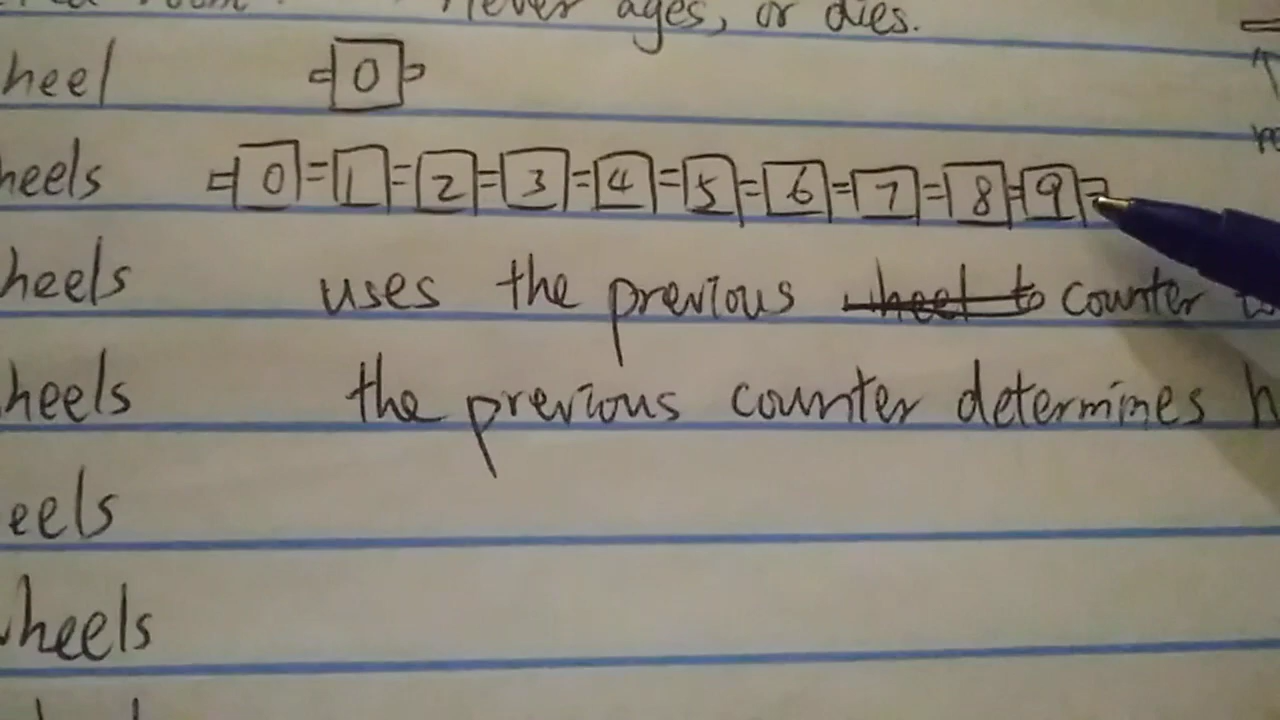 never ages, or dies.
heel 0
heels 0 = 1 = 2 = 3 = 4 = 5 = 6 = 7 = 8 = 9
heels uses the previous wheel to counter
heels the previous counter determines h
eels
wheels